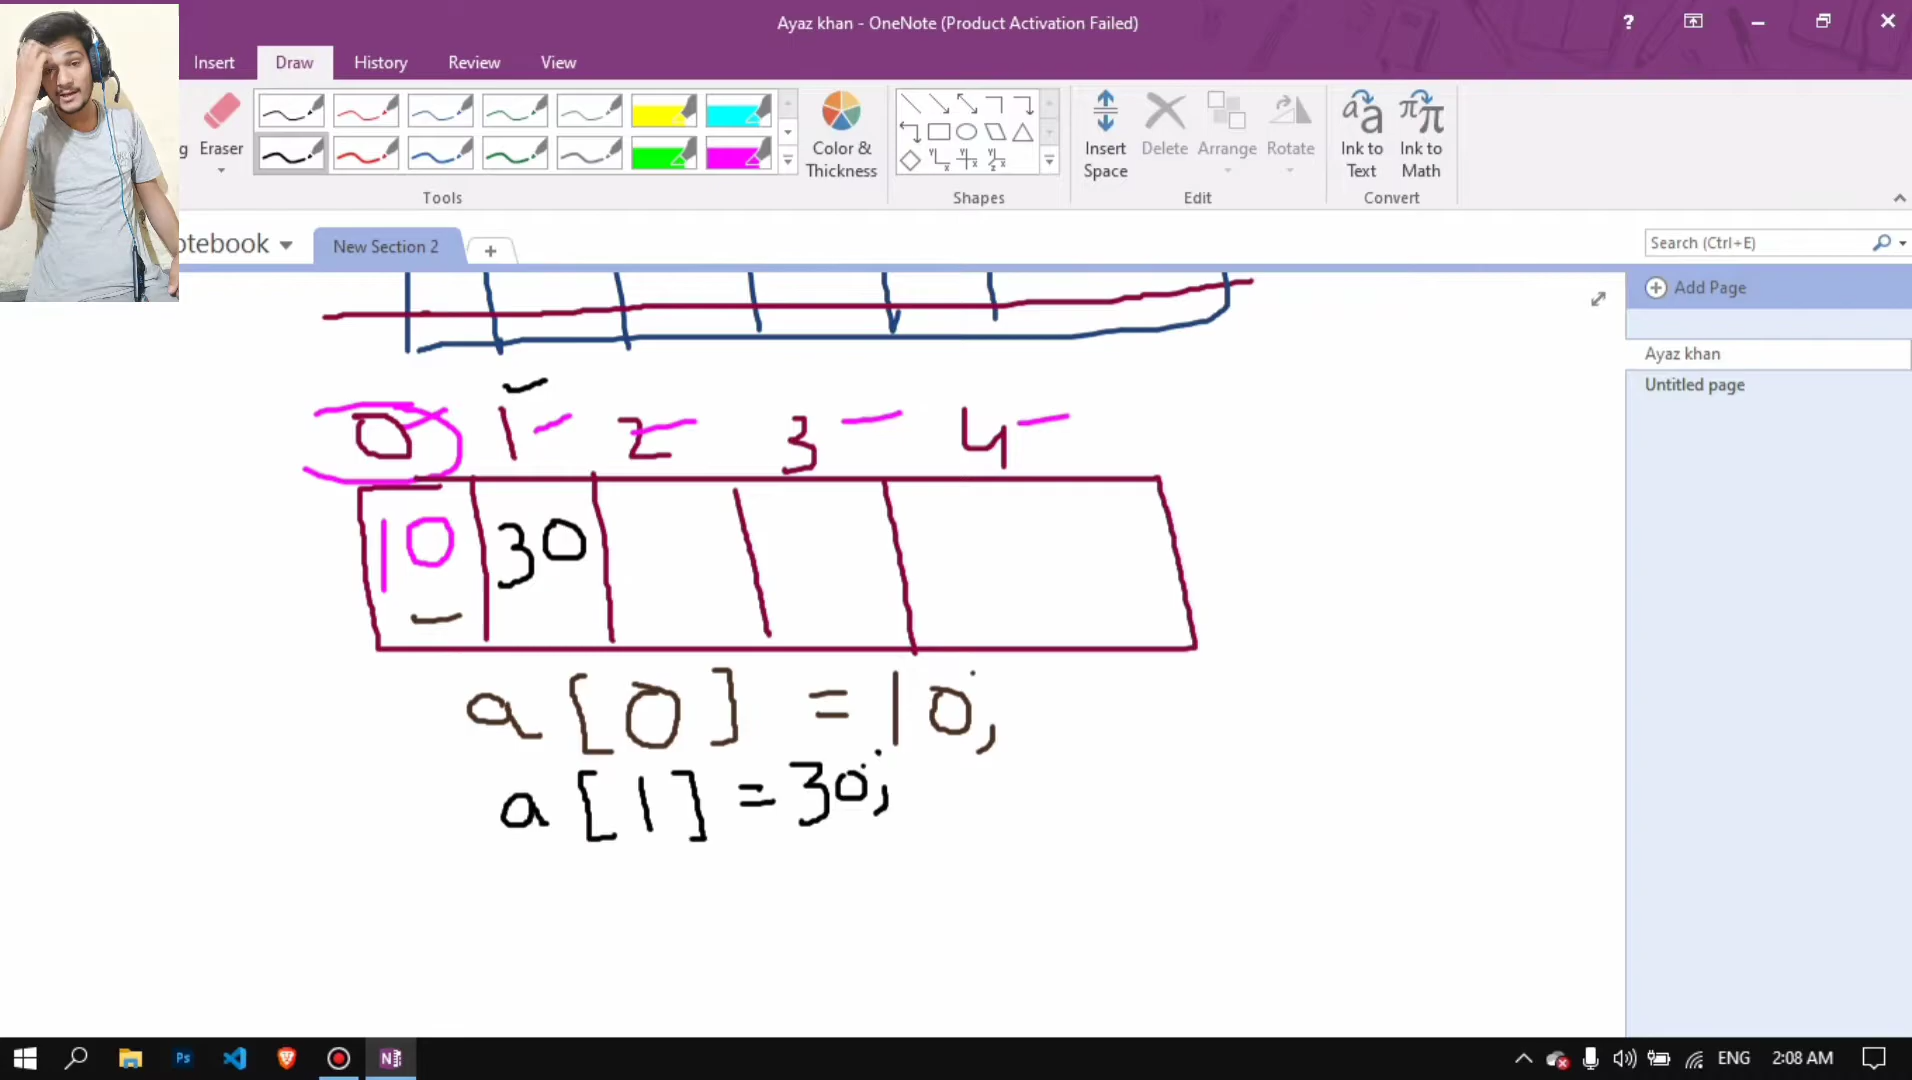 Ayaz khan - OneNote (Product Activation Failed)
Insert Draw History Review View
Eraser
Color & Thickness
Insert Space
Delete
Arrange
Rotate
Ink to Text
Ink to Math
Tools
Shapes
Edit
Convert
otebook
New Section 2
Search (Ctrl+E)
Add Page
Ayaz khan
Untitled page
0 1 2 3 4
10 30
a[0] = 10;
a[1] = 30;
Ps
N
ENG
2:08 AM